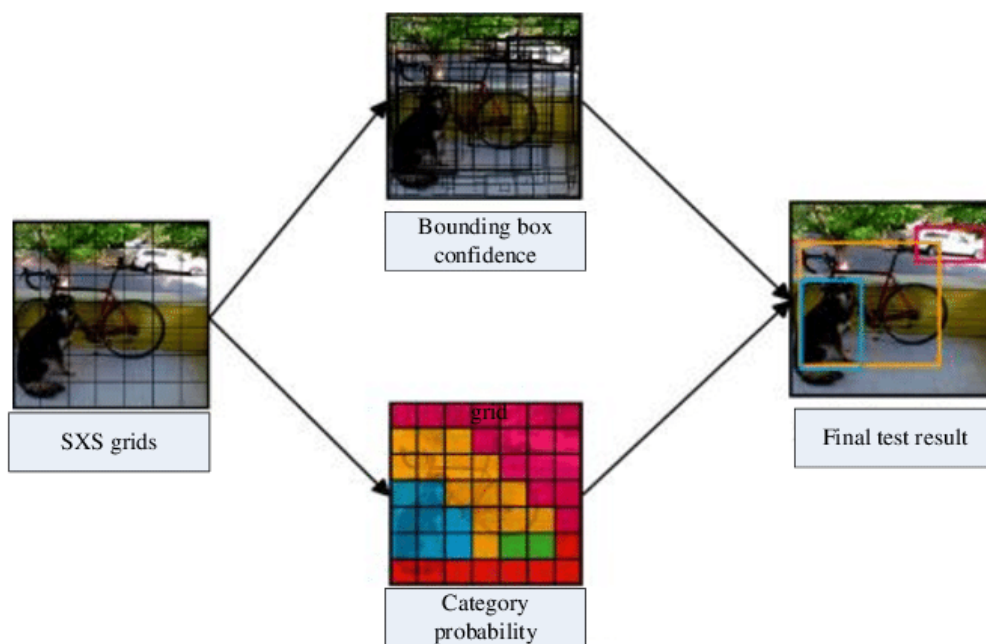 Bounding box
confidence
SXS grids
grid
Final test result
Category
probability